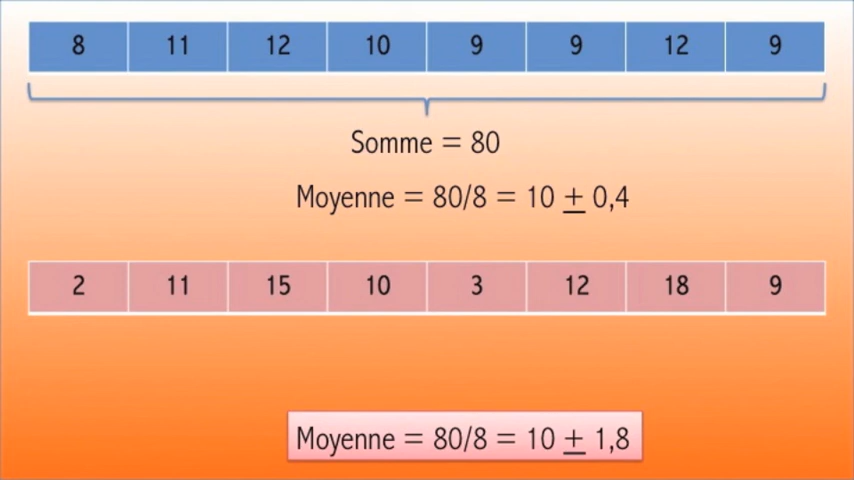 8 11 12 10 9 9 12 9
Somme = 80
Moyenne = 80/8 = 10 ± 0,4
2 11 15 10 3 12 18 9
Moyenne = 80/8 = 10 ± 1,8